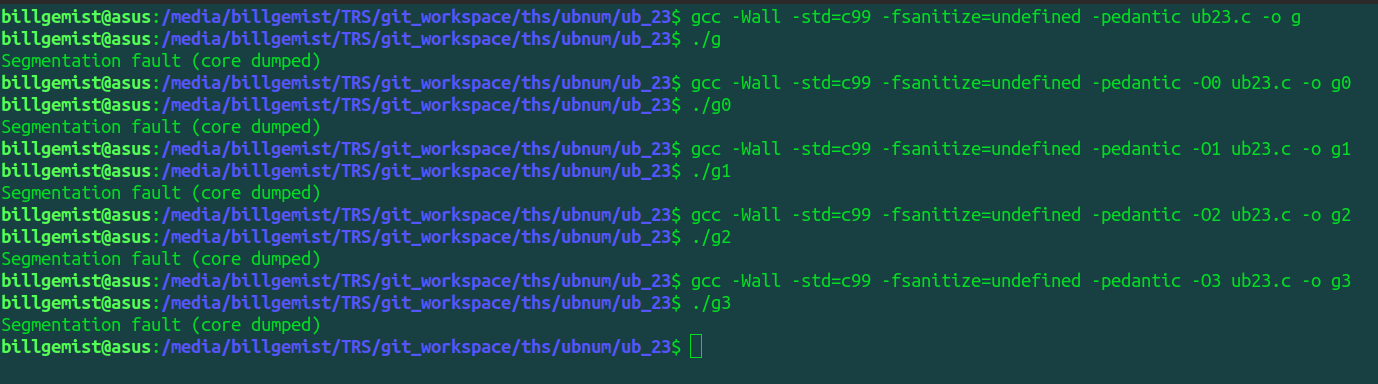 billgemist@asus:/media/billgemist/TRS/git_workspace/ths/ubnum/ub_23$ gcc -Wall -std=c99 -fsanitize=undefined -pedantic ub23.c -o g
billgemist@asus:/media/billgemist/TRS/git_workspace/ths/ubnum/ub_23$ ./g
Segmentation fault (core dumped)
billgemist@asus:/media/billgemist/TRS/git_workspace/ths/ubnum/ub_23$ gcc -Wall -std=c99 -fsanitize=undefined -pedantic -O0 ub23.c -o g0
billgemist@asus:/media/billgemist/TRS/git_workspace/ths/ubnum/ub_23$ ./g0
Segmentation fault (core dumped)
billgemist@asus:/media/billgemist/TRS/git_workspace/ths/ubnum/ub_23$ gcc -Wall -std=c99 -fsanitize=undefined -pedantic -O1 ub23.c -o g1
billgemist@asus:/media/billgemist/TRS/git_workspace/ths/ubnum/ub_23$ ./g1
Segmentation fault (core dumped)
billgemist@asus:/media/billgemist/TRS/git_workspace/ths/ubnum/ub_23$ gcc -Wall -std=c99 -fsanitize=undefined -pedantic -O2 ub23.c -o g2
billgemist@asus:/media/billgemist/TRS/git_workspace/ths/ubnum/ub_23$ ./g2
Segmentation fault (core dumped)
billgemist@asus:/media/billgemist/TRS/git_workspace/ths/ubnum/ub_23$ gcc -Wall -std=c99 -fsanitize=undefined -pedantic -O3 ub23.c -o g3
billgemist@asus:/media/billgemist/TRS/git_workspace/ths/ubnum/ub_23$ ./g3
Segmentation fault (core dumped)
billgemist@asus:/media/billgemist/TRS/git_workspace/ths/ubnum/ub_23$